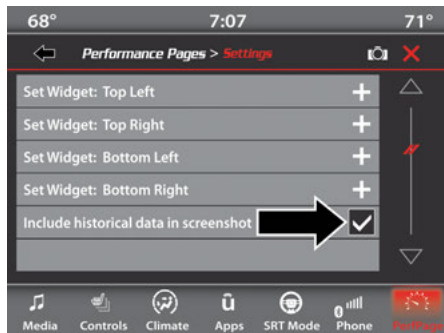 68° 7:07 71°
Performance Pages > Settings
Set Widget: Top Left
Set Widget: Top Right
Set Widget: Bottom Left
Set Widget: Bottom Right
Include historical data in screenshot
Media Controls Climate Apps SRT Mode Phone PerfPage